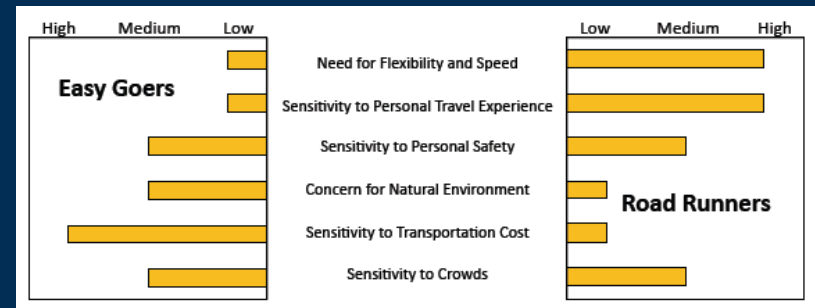 High Medium Low
Low Medium High
Easy Goers
Need for Flexibility and Speed
Sensitivity to Personal Travel Experience
Sensitivity to Personal Safety
Concern for Natural Environment
Road Runners
Sensitivity to Transportation Cost
Sensitivity to Crowds